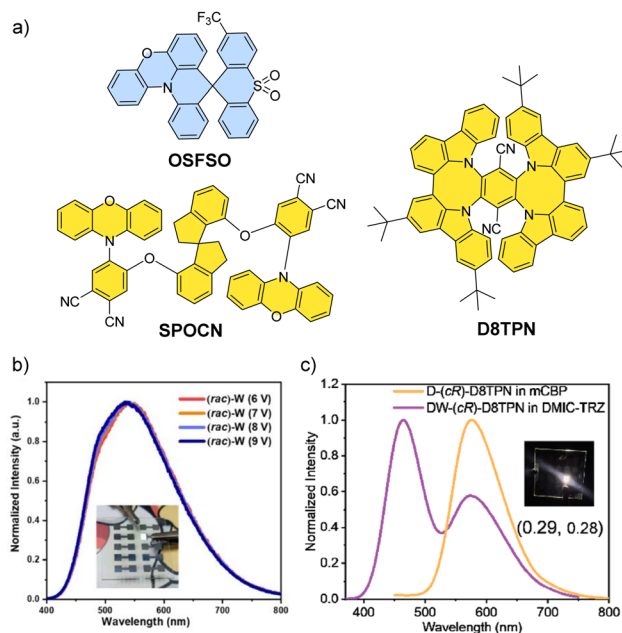 a)
F₃C
O
N
S
O
O
OSFSO
O
N
O
CN
CN
O
N
O
NC
CN
SPOCN
N
CN
N
N
CN
N
D8TPN
b)
Normalized Intensity (a.u.)
1.0
0.8
0.6
0.4
0.2
0.0
(rac)-W (6 V)
(rac)-W (7 V)
(rac)-W (8 V)
(rac)-W (9 V)
400 500 600 700 800
Wavelength (nm)
c)
Normalized Intensity
1.2
1.0
0.8
0.6
0.4
0.2
0.0
D-(cR)-D8TPN in mCBP
DW-(cR)-D8TPN in DMIC-TRZ
(0.29, 0.28)
400 500 600 700 800
Wavelength (nm)